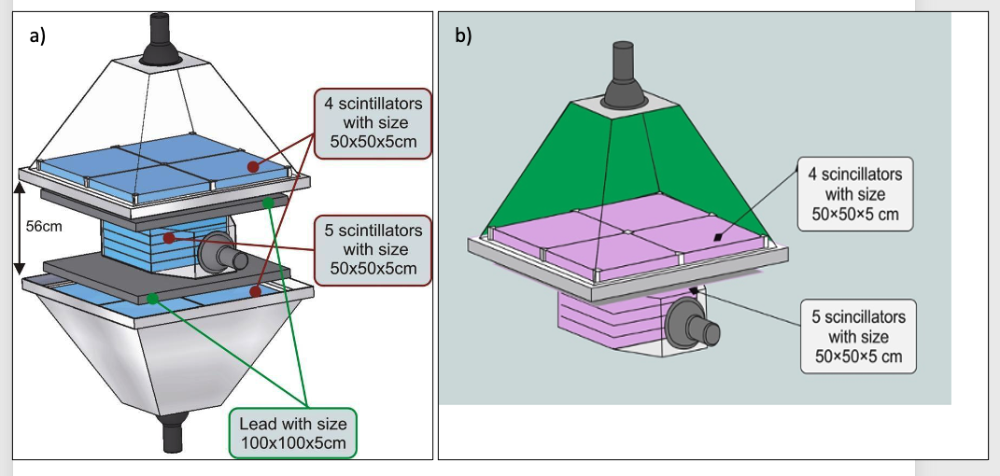 a)
4 scintillators
with size
50x50x5cm
56cm
5 scintillators
with size
50x50x5cm
Lead with size
100x100x5cm
b)
4 scincillators
with size
50×50×5 cm
5 scincillators
with size
50×50×5 cm